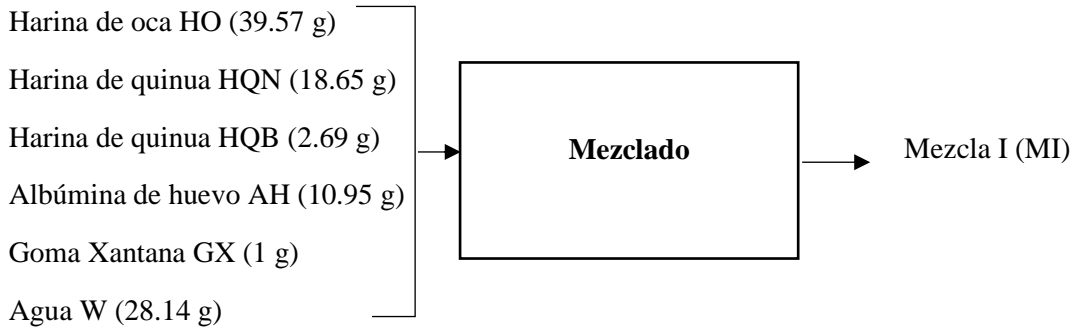 Harina de oca HO (39.57 g)
Harina de quinua HQN (18.65 g)
Harina de quinua HQB (2.69 g)
Albúmina de huevo AH (10.95 g)
Goma Xantana GX (1 g)
Agua W (28.14 g)
Mezclado
Mezcla I (MI)